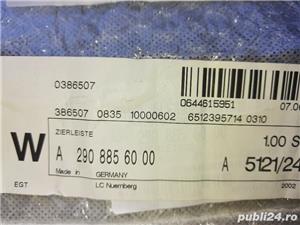 0386507
0644615951 07.06
386507 0835 10000602 6512395714 0310
ZIERLEISTE 1.00 S
W A 290 885 60 00 A 5121/24
Made in GERMANY
EGT LC Nuernberg 2002
publi24.ro